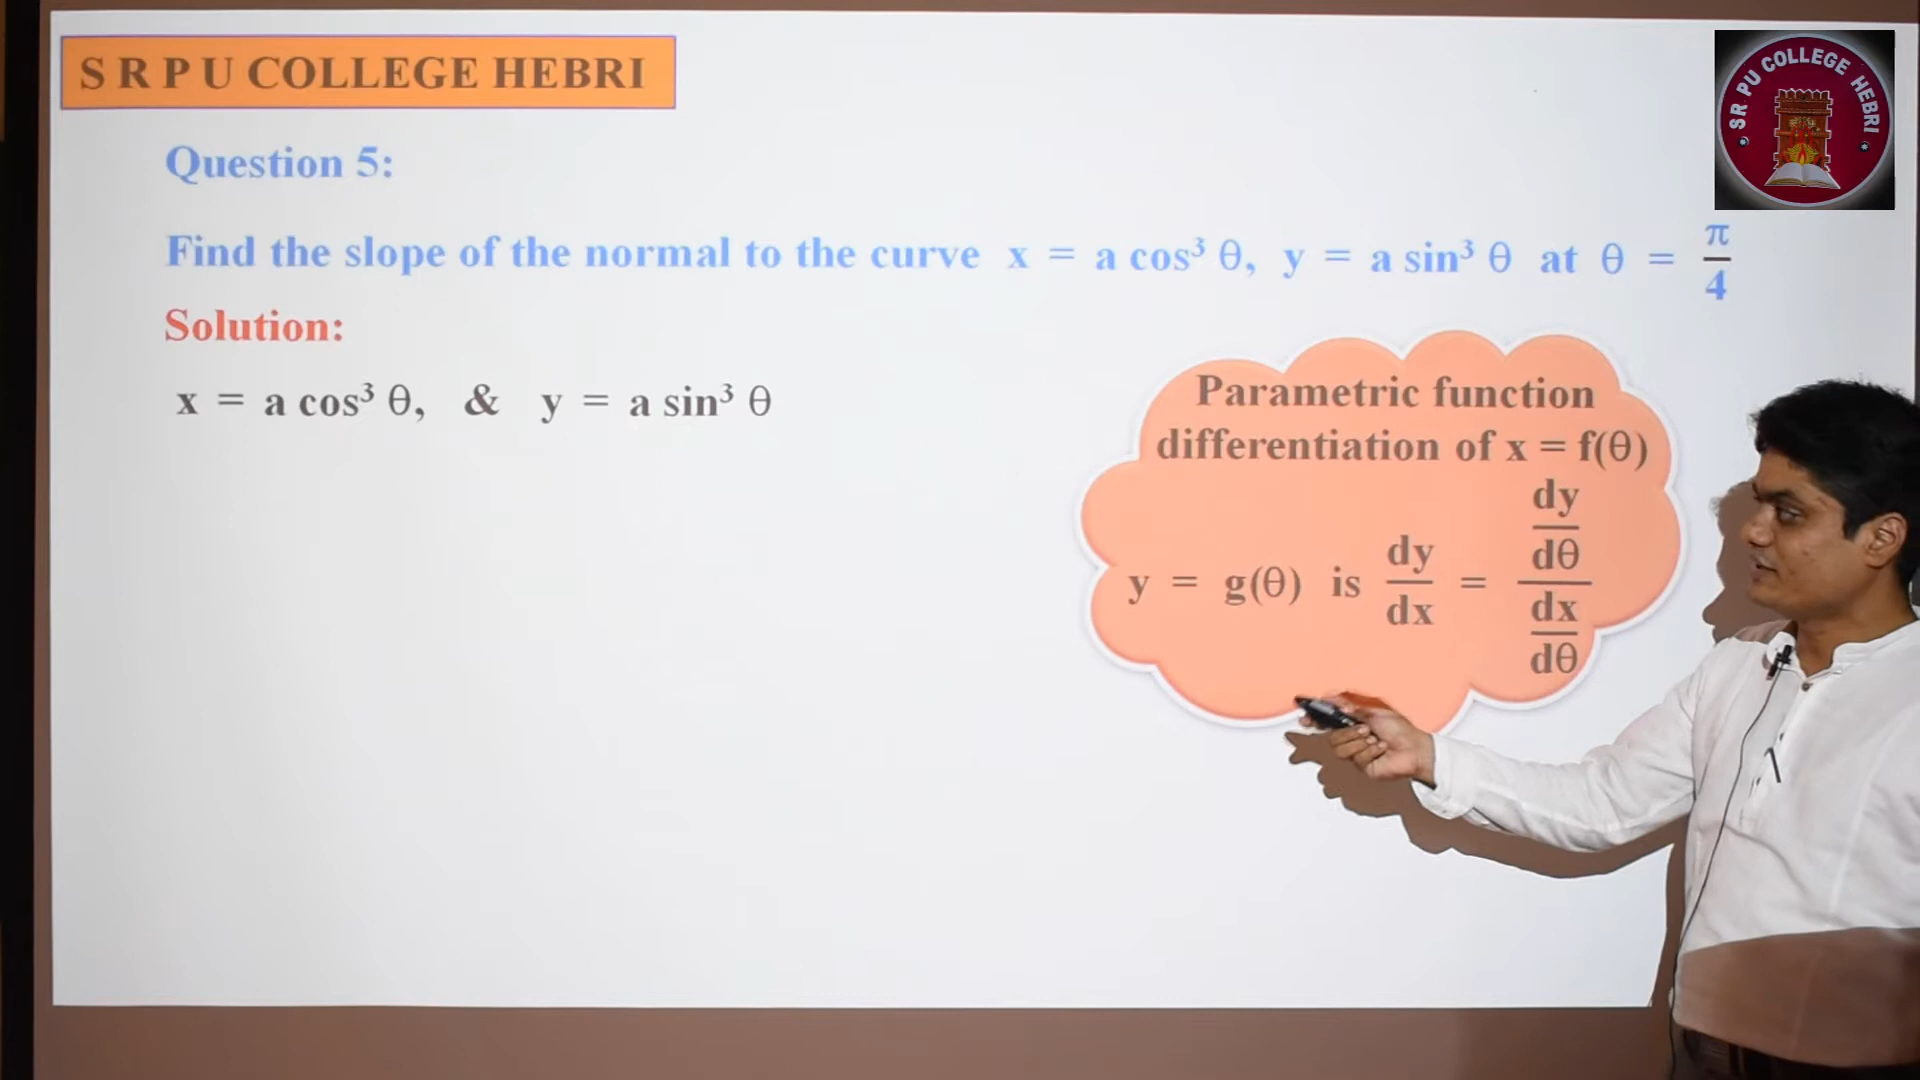 S R P U COLLEGE HEBRI
SR PU COLLEGE HEBRI
Question 5:
Find the slope of the normal to the curve x = a cos³ θ, y = a sin³ θ at θ = π/4
Solution:
x = a cos³ θ, & y = a sin³ θ
Parametric function
differentiation of x = f(θ)
y = g(θ) is dy/dx = (dy/dθ)/(dx/dθ)